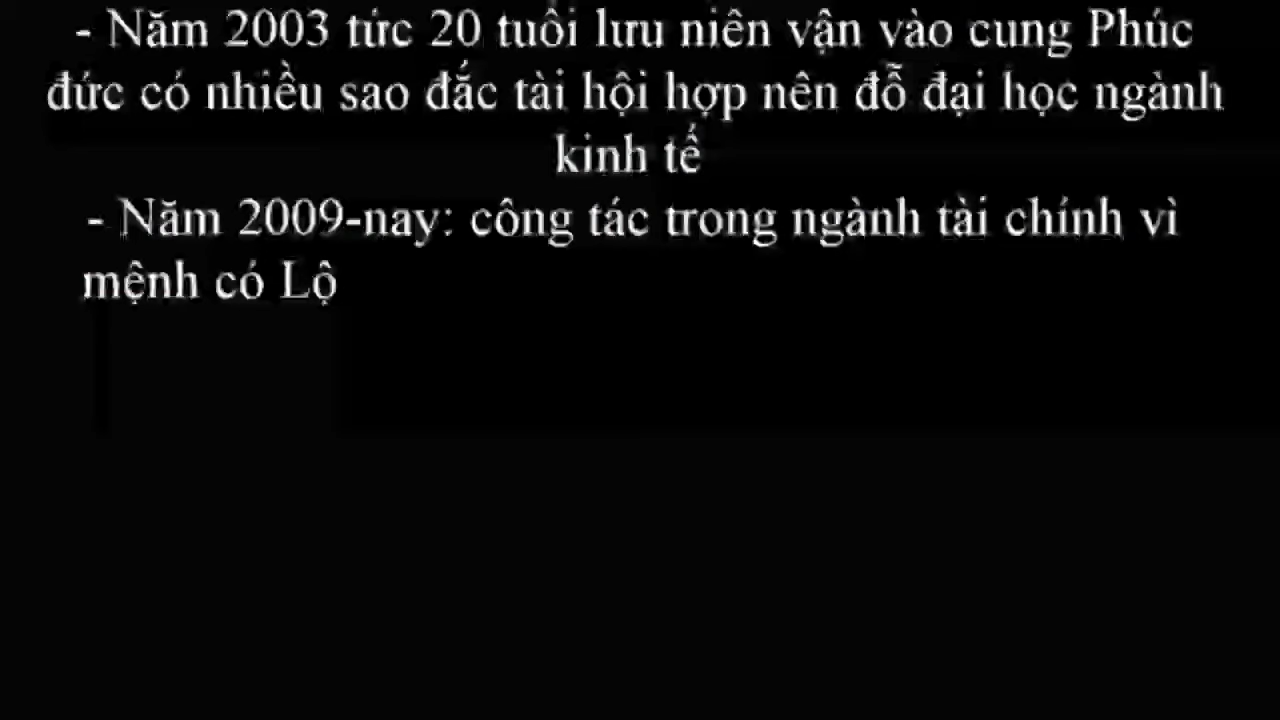 - Năm 2003 tức 20 tuổi lưu niên vận vào cung Phúc
đức có nhiều sao đắc tài hội hợp nên đỗ đại học ngành
kinh tế
- Năm 2009-nay: công tác trong ngành tài chính vì
mệnh có Lộ